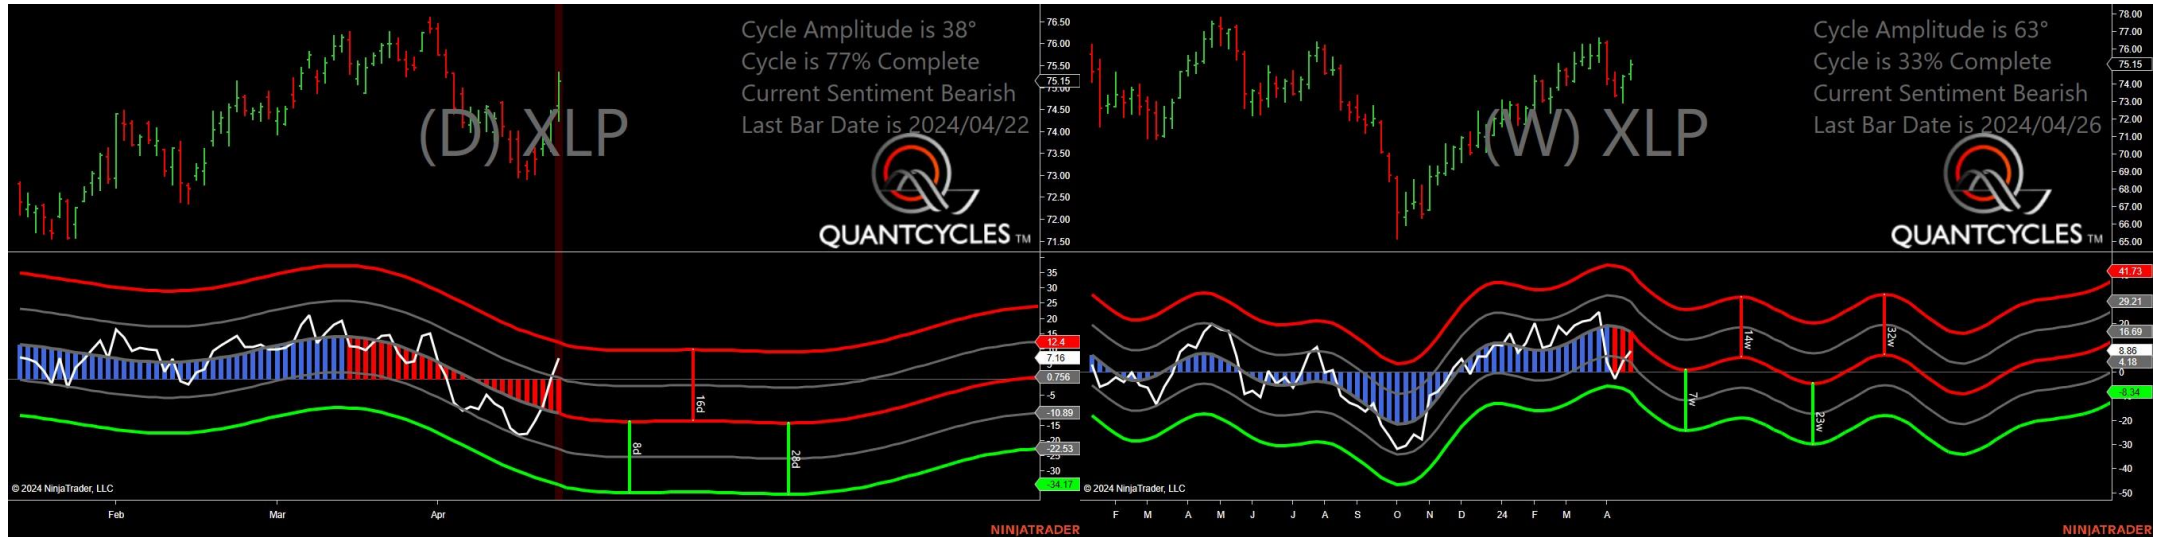 Cycle Amplitude is 38°
Cycle is 77% Complete
Current Sentiment Bearish
Last Bar Date is 2024/04/22
(D) XLP
QUANTCYCLES TM
76.50
76.00
75.50
75.15
75.00
74.50
74.00
73.50
73.00
72.50
72.00
71.50
35
30
25
20
15
12.4
7.16
0.756
-5
-10.89
-15
-20
-22.53
-25
-30
-34.17
16d
8d
28d
© 2024 NinjaTrader, LLC
Feb Mar Apr
NINJATRADER
Cycle Amplitude is 63°
Cycle is 33% Complete
Current Sentiment Bearish
Last Bar Date is 2024/04/26
(W) XLP
QUANTCYCLES TM
78.00
77.00
76.00
75.15
74.00
73.00
72.00
71.00
70.00
69.00
68.00
67.00
66.00
65.00
41.73
29.21
20
16.69
8.86
4.18
0
-8.34
-20
-30
-40
-50
14w
32w
7w
23w
© 2024 NinjaTrader, LLC
F M A M J J A S O N D 24 F M A
NINJATRADER